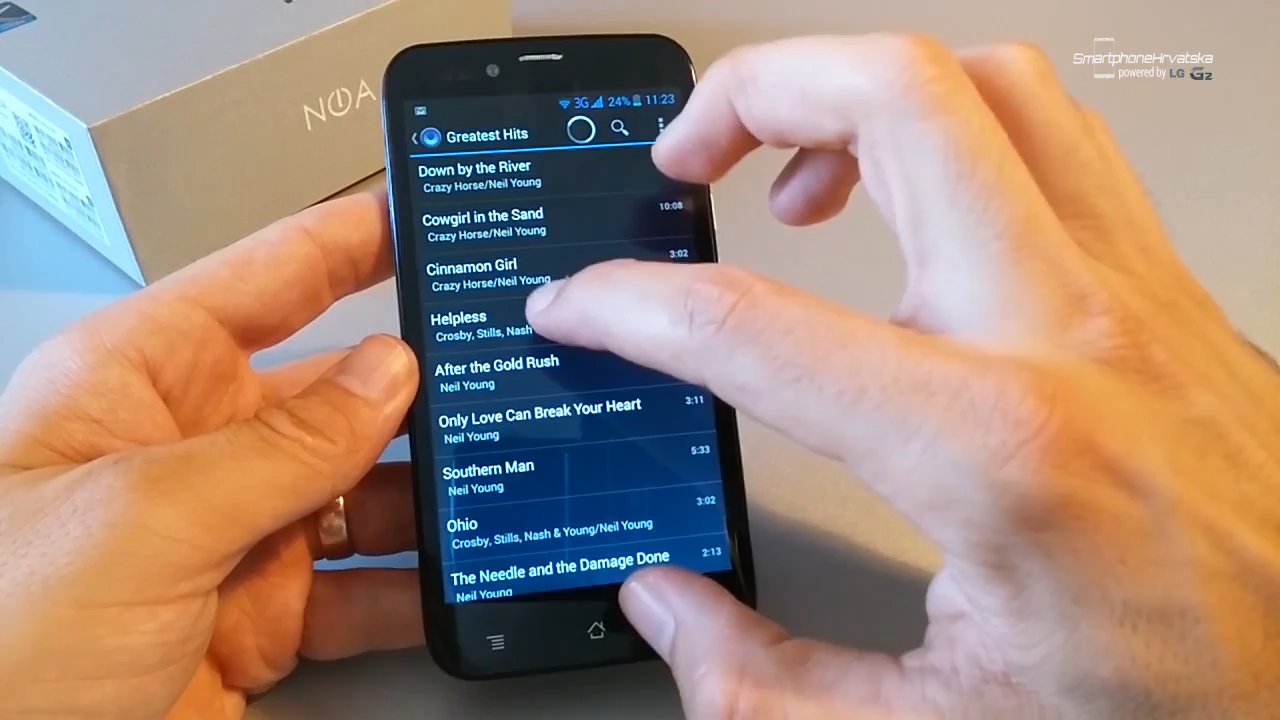 SmartphoneHrvatska
powered by LG G2
NOA
3G 24% 11:23
Greatest Hits
Down by the River
Crazy Horse/Neil Young
Cowgirl in the Sand 10:08
Crazy Horse/Neil Young
Cinnamon Girl 3:02
Crazy Horse/Neil Young
Helpless
Crosby, Stills, Nash
After the Gold Rush
Neil Young
Only Love Can Break Your Heart 3:11
Neil Young
Southern Man 5:33
Neil Young
Ohio 3:02
Crosby, Stills, Nash & Young/Neil Young
The Needle and the Damage Done 2:13
Neil Young